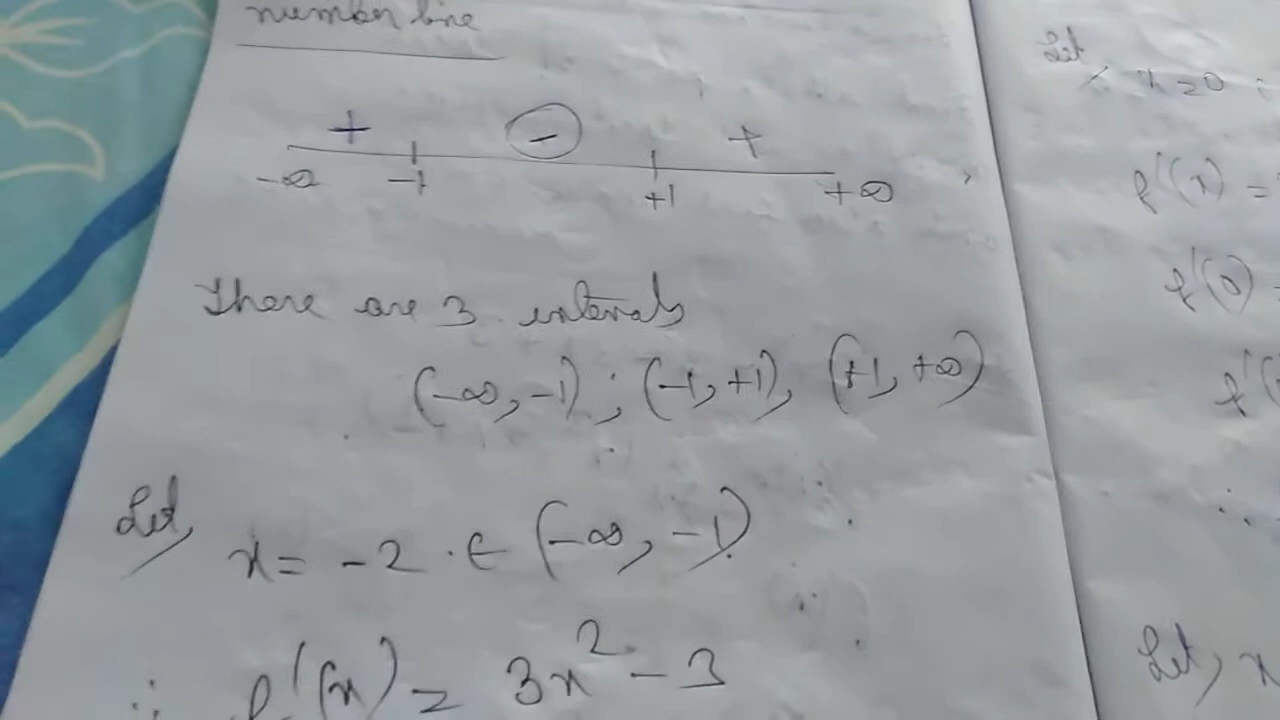 number line
+ - +
-∞ -1 +1 +∞
There are 3 intervals
(-∞, -1); (-1, +1), (+1, +∞)
Let,
x = -2 ∈ (-∞, -1)
∴ f'(x) = 3x² - 3
Let, x = 0
f'(x) =
f'(0) =
f'(
∴
Let, x